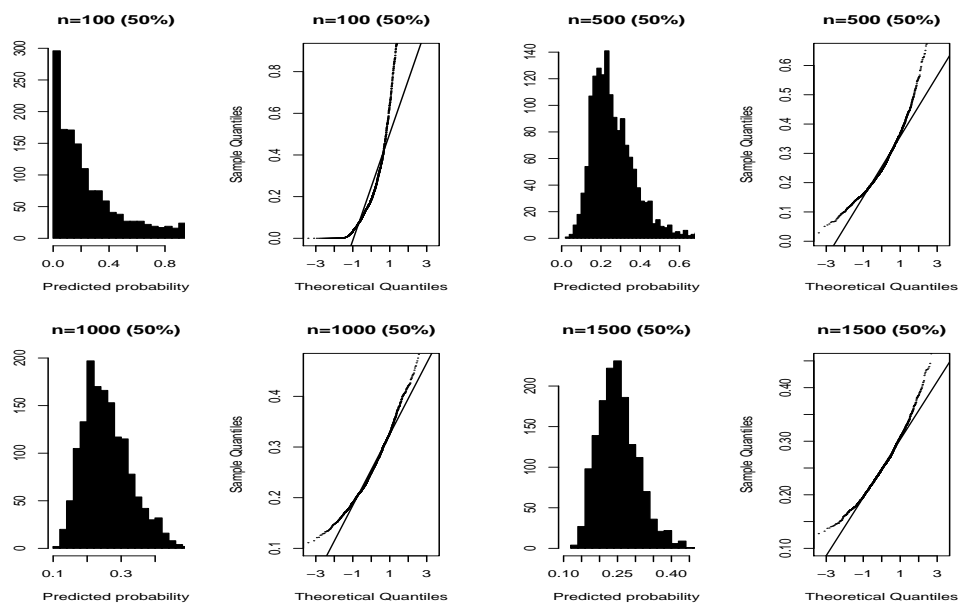 n=100 (50%)
300
250
200
150
100
50
0
0.0 0.4 0.8
Predicted probability
n=100 (50%)
Sample Quantiles
0.8
0.6
0.4
0.2
0.0
−3 −1 1 3
Theoretical Quantiles
n=500 (50%)
140
120
100
80
60
40
20
0
0.0 0.2 0.4 0.6
Predicted probability
n=500 (50%)
Sample Quantiles
0.6
0.5
0.4
0.3
0.2
0.1
0.0
−3 −1 1 3
Theoretical Quantiles
n=1000 (50%)
200
150
100
50
0
0.1 0.3
Predicted probability
n=1000 (50%)
Sample Quantiles
0.4
0.3
0.2
0.1
−3 −1 1 3
Theoretical Quantiles
n=1500 (50%)
200
150
100
50
0
0.10 0.25 0.40
Predicted probability
n=1500 (50%)
Sample Quantiles
0.40
0.30
0.20
0.10
−3 −1 1 3
Theoretical Quantiles